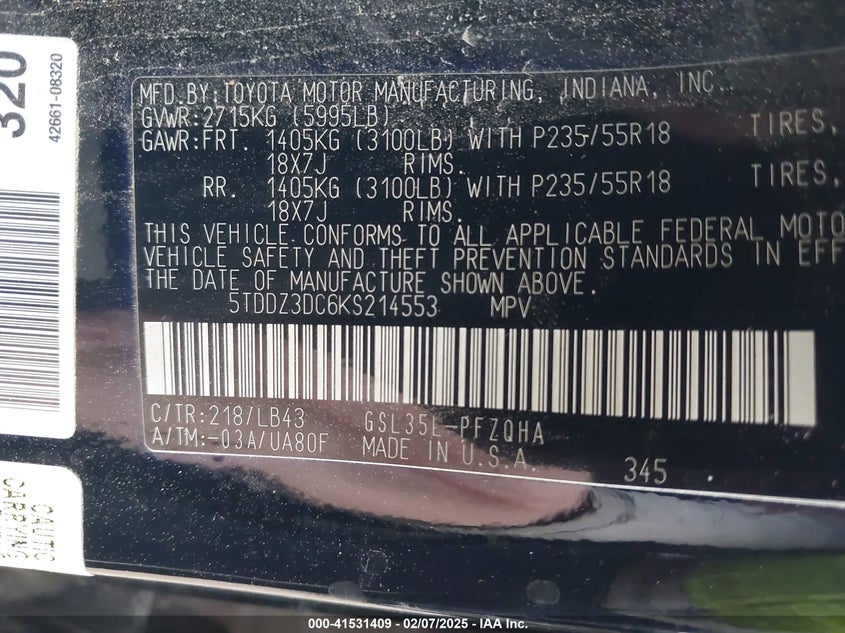 320
42661-08320
MFD.BY:TOYOTA MOTOR MANUFACTURING, INDIANA, INC.
GVWR:2715KG (5995LB)
GAWR:FRT. 1405KG (3100LB) WITH P235/55R18 TIRES,
18X7J RIMS.
RR. 1405KG (3100LB) WITH P235/55R18 TIRES,
18X7J RIMS.
THIS VEHICLE CONFORMS TO ALL APPLICABLE FEDERAL MOTO
VEHICLE SAFETY AND THEFT PREVENTION STANDARDS IN EFF
THE DATE OF MANUFACTURE SHOWN ABOVE.
5TDDZ3DC6KS214553 MPV
C/TR:218/LB43 GSL35L-PFZQHA
A/TM:-03A/UA80F MADE IN U.S.A.
345
CAUTIO
CARRYING
000-41531409 - 02/07/2025 - IAA Inc.